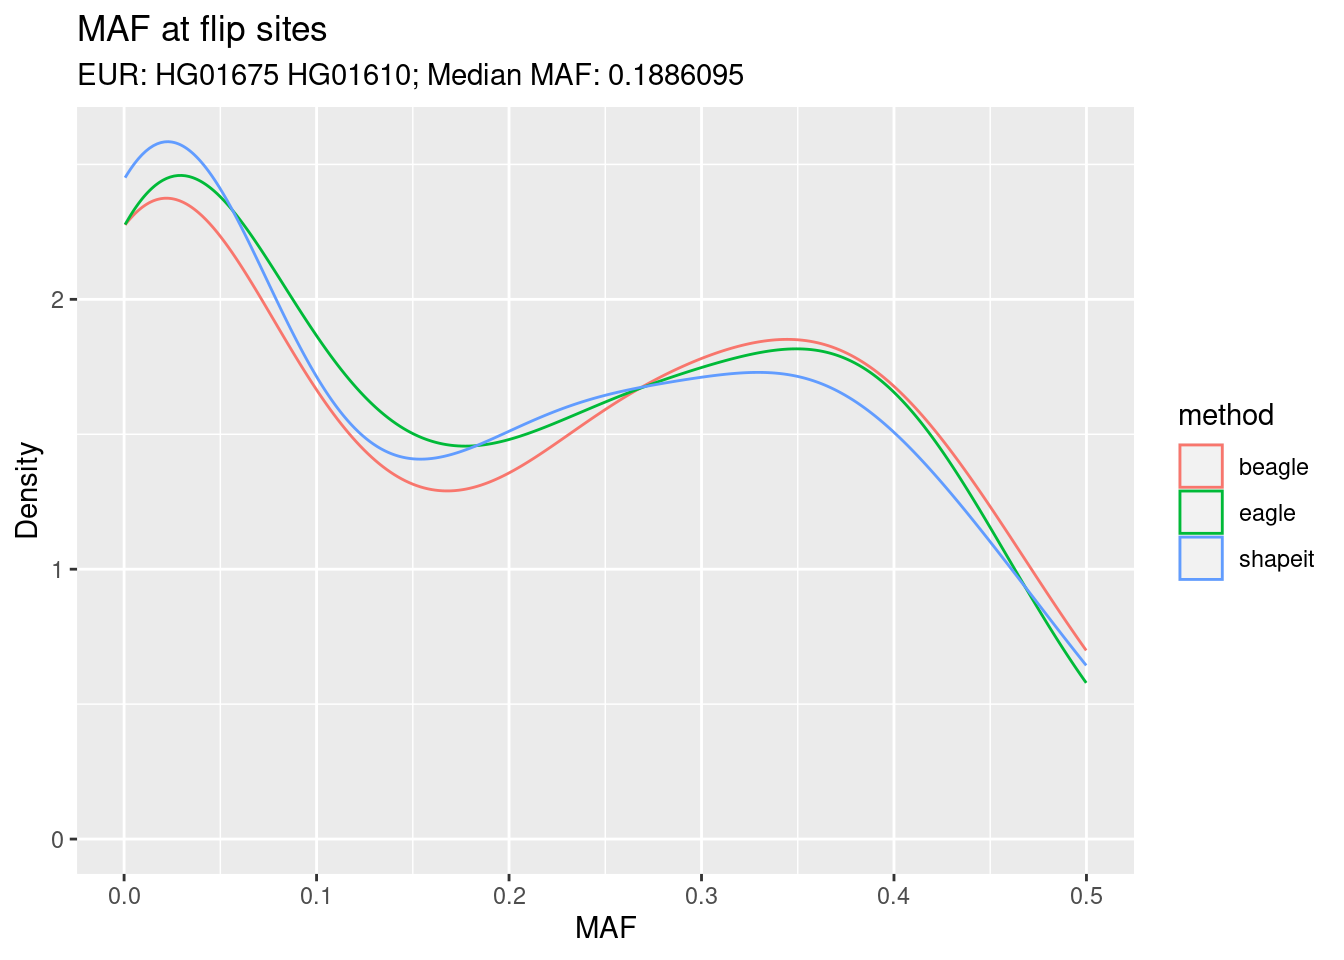 MAF at flip sites
EUR: HG01675 HG01610; Median MAF: 0.1886095
Density
2
1
0
0.0 0.1 0.2 0.3 0.4 0.5
MAF
method
beagle
eagle
shapeit